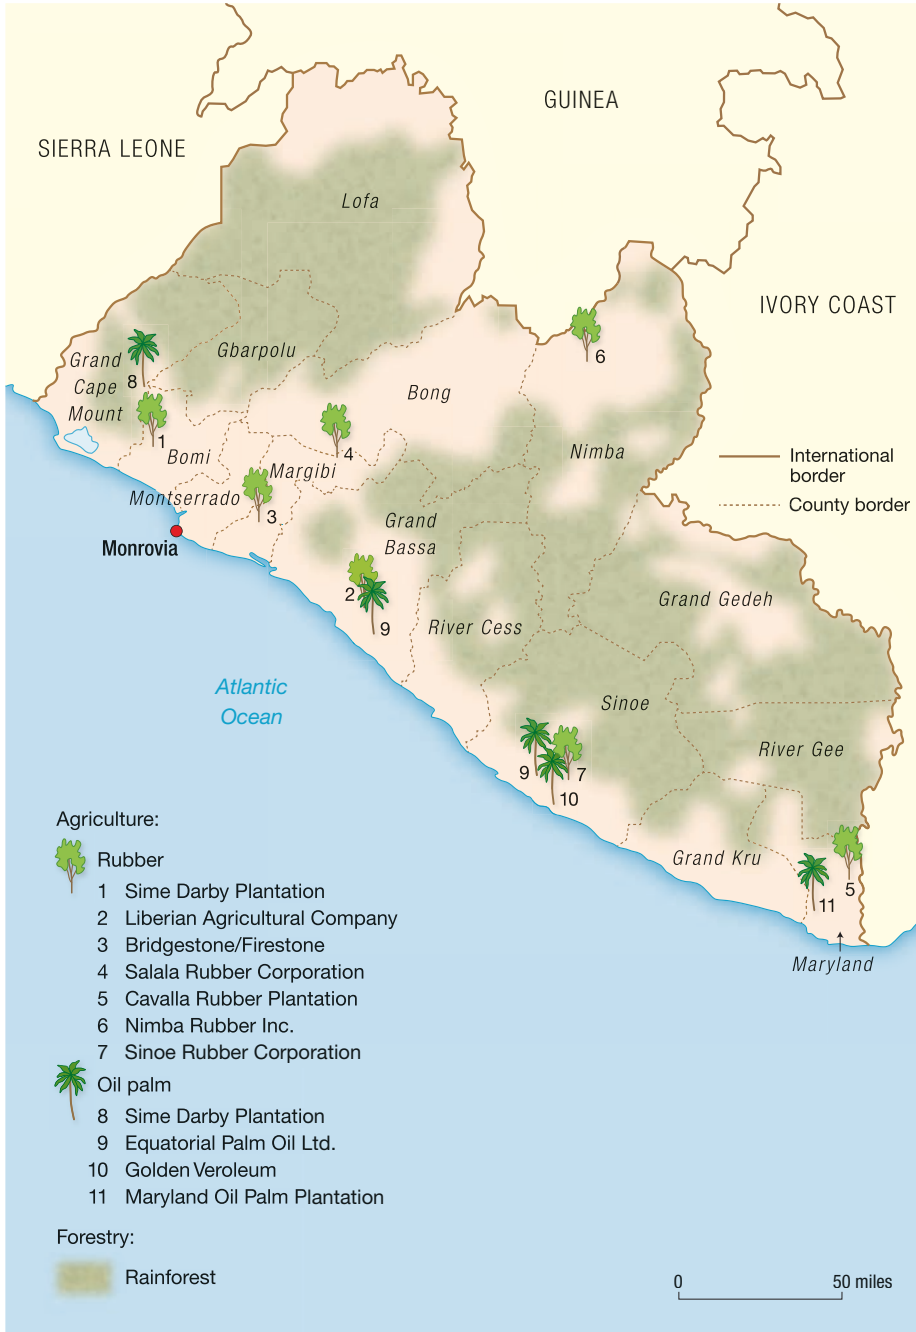 GUINEA
SIERRA LEONE
Lofa
IVORY COAST
Grand
Cape
Mount
8
Gbarpolu
6
Bong
1
4
Nimba
Bomi
Margibi
International
border
Montserrado
3
County border
Grand
Bassa
Monrovia
2
9
Grand Gedeh
River Cess
Atlantic
Ocean
Sinoe
River Gee
9
7
10
Grand Kru
5
11
Maryland
Agriculture:
Rubber
1 Sime Darby Plantation
2 Liberian Agricultural Company
3 Bridgestone/Firestone
4 Salala Rubber Corporation
5 Cavalla Rubber Plantation
6 Nimba Rubber Inc.
7 Sinoe Rubber Corporation
Oil palm
8 Sime Darby Plantation
9 Equatorial Palm Oil Ltd.
10 Golden Veroleum
11 Maryland Oil Palm Plantation
Forestry:
Rainforest
0 50 miles